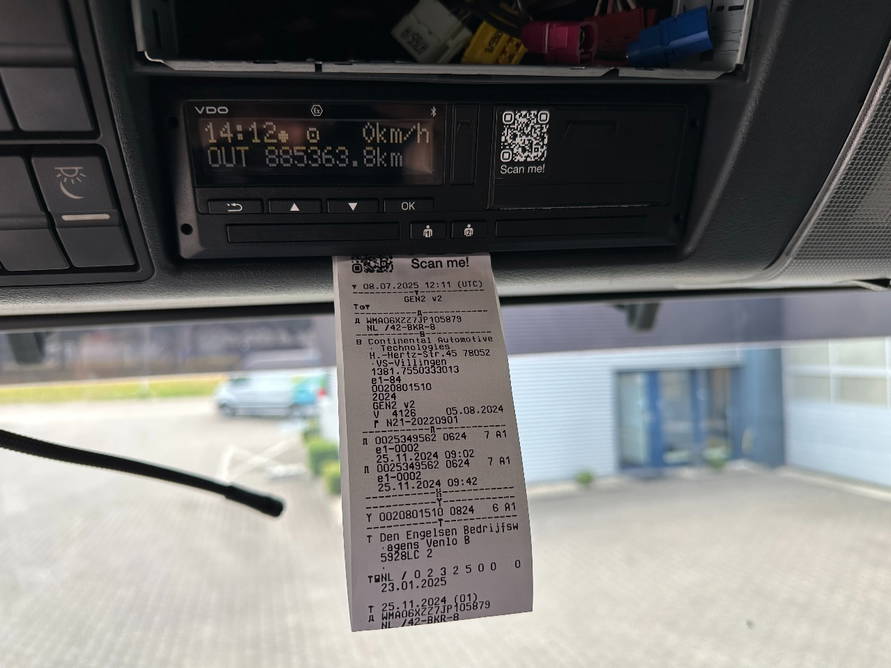 VDO
14:12 0km/h
OUT 885363.8km
Scan me!
OK
1
2
Scan me!
▼ 08.07.2025 12:11 (UTC)
GEN2 v2
WMA06XZZ7JP105879
NL /42-BKR-8
Continental Automotive
Technologies
H.-Hertz-Str.45 78052
VS-Villingen
1381.7550333013
e1-84
0020801510
2024
GEN2 v2
V 4126 05.08.2024
N21-20220901
0025349562 0624 7 A1
e1-0002
25.11.2024 09:02
0025349562 0624 7 A1
e1-0002
25.11.2024 09:42
Y 0020801510 0824 6 A1
T Den Engelsen Bedrijfsw
agens Venlo B
5928LC 2
NL /0 2 3 2 5 0 0 0
23.01.2025
T 25.11.2024 (01)
WMA06XZZ7JP105879
NL /42-BKR-8